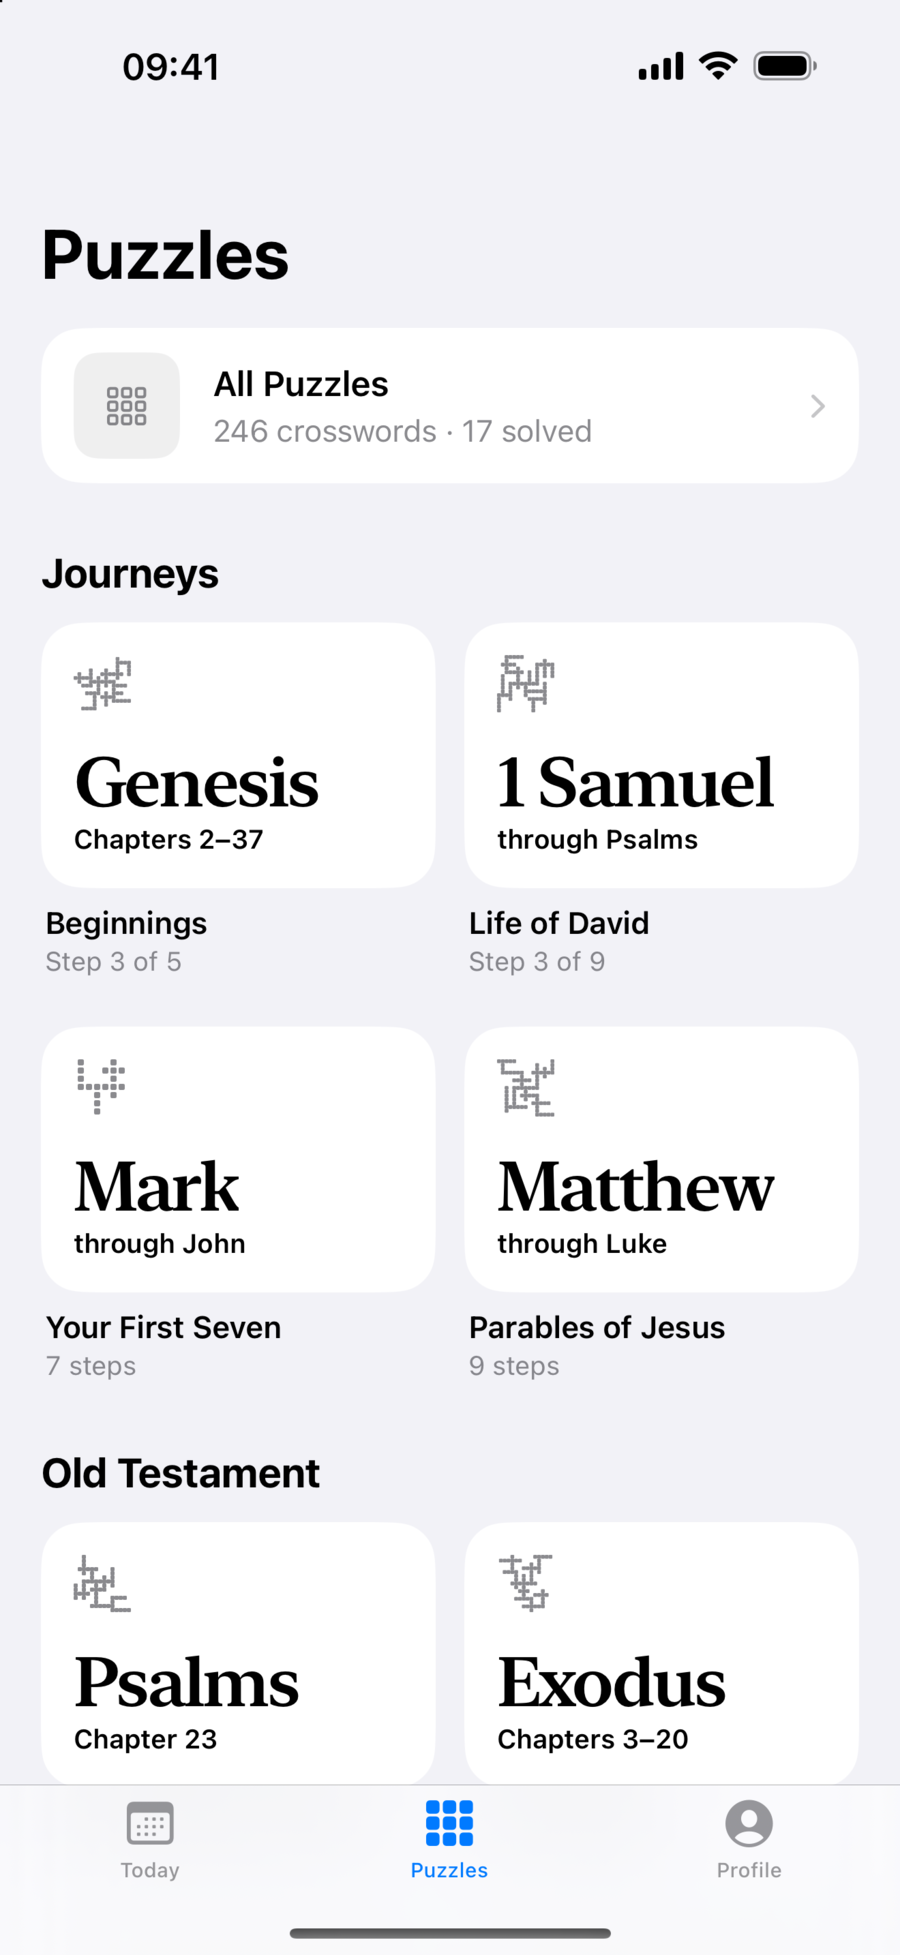 09:41
Puzzles
All Puzzles
246 crosswords · 17 solved
Journeys
Genesis
Chapters 2–37
Beginnings
Step 3 of 5
1 Samuel
through Psalms
Life of David
Step 3 of 9
Mark
through John
Your First Seven
7 steps
Matthew
through Luke
Parables of Jesus
9 steps
Old Testament
Psalms
Chapter 23
Exodus
Chapters 3–20
Today
Puzzles
Profile